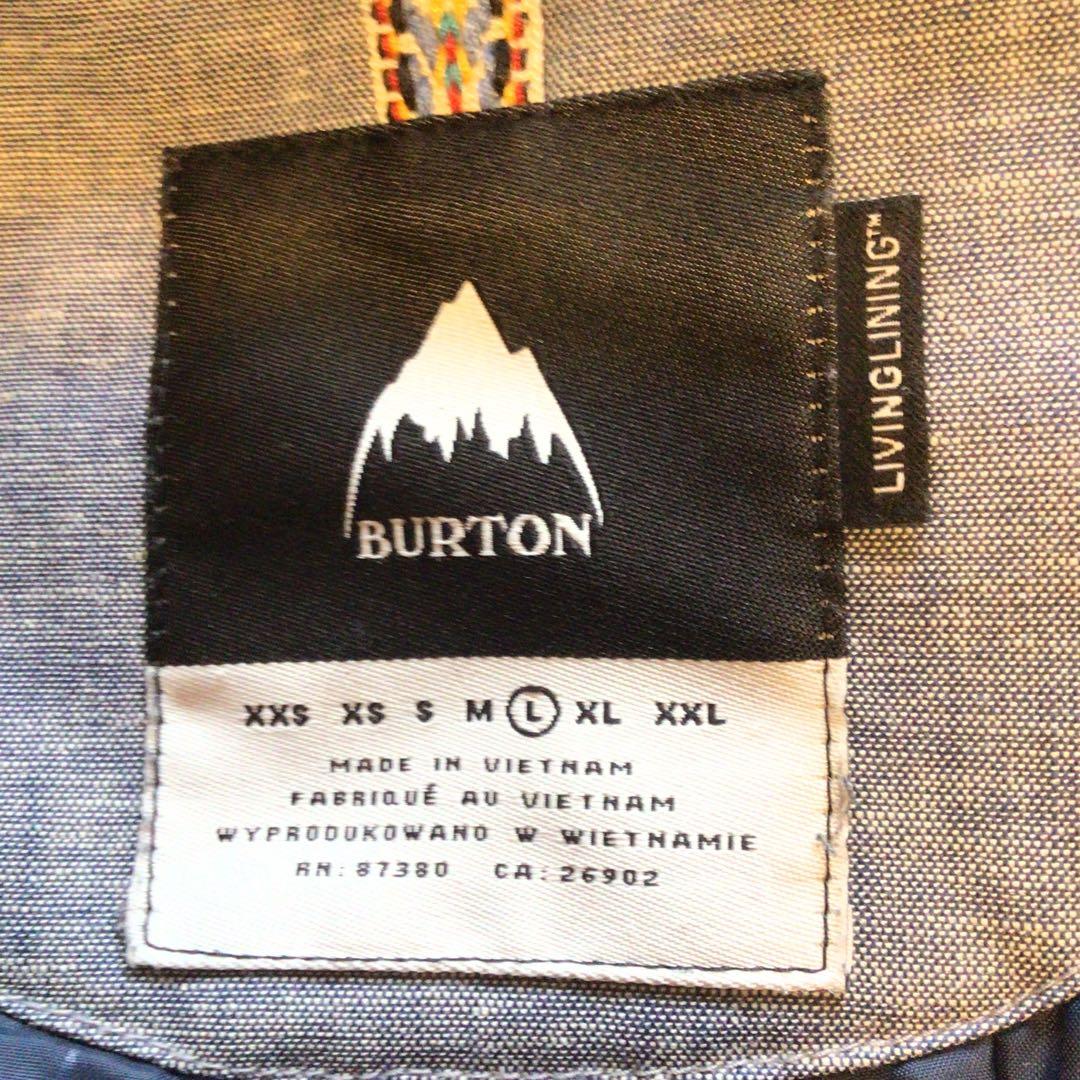 BURTON
LIVINGLINING™
XXS XS S M L XL XXL
MADE IN VIETNAM
FABRIQUÉ AU VIETNAM
WYPRODUKOWANO W WIETNAMIE
RN: 87380 CA: 26902